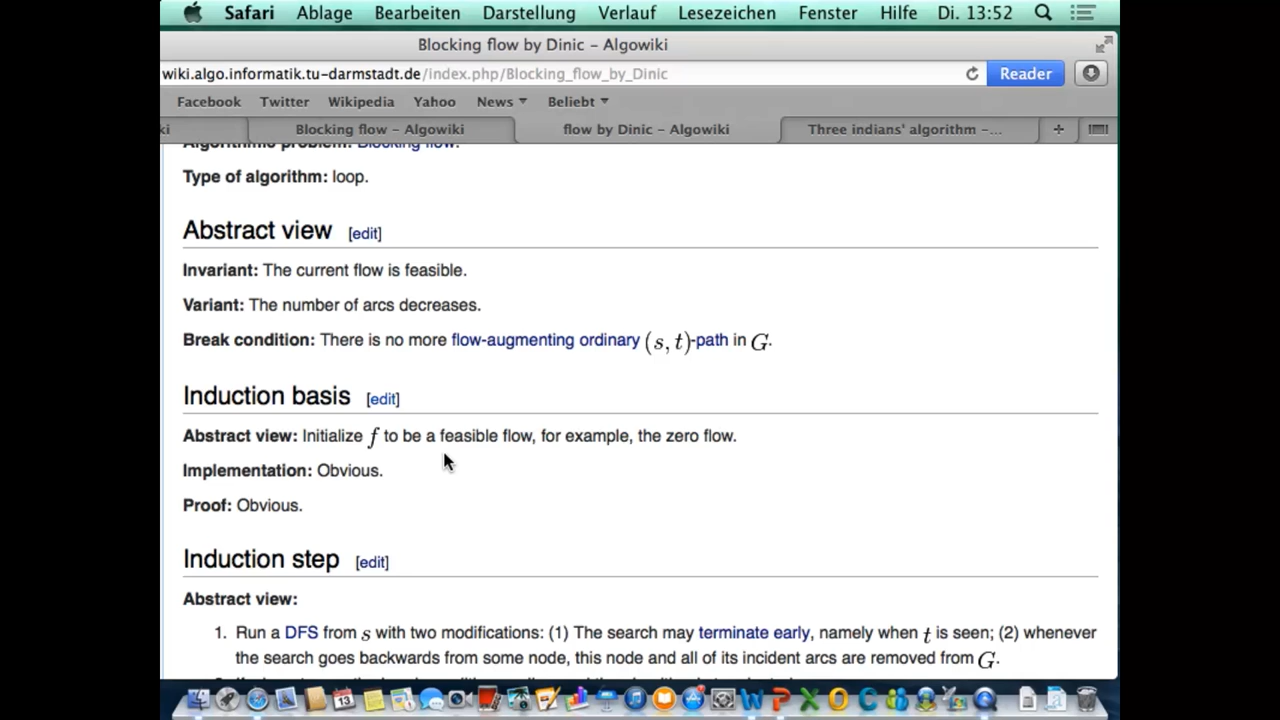 Safari Ablage Bearbeiten Darstellung Verlauf Lesezeichen Fenster Hilfe Di. 13:52
Blocking flow by Dinic – Algowiki
wiki.algo.informatik.tu-darmstadt.de/index.php/Blocking_flow_by_Dinic Reader
Facebook Twitter Wikipedia Yahoo News Beliebt
ki Blocking flow – Algowiki flow by Dinic – Algowiki Three indians' algorithm –... +
Algorithmic problem: Blocking flow.
Type of algorithm: loop.
Abstract view [edit]
Invariant: The current flow is feasible.
Variant: The number of arcs decreases.
Break condition: There is no more flow-augmenting ordinary (s, t)-path in G.
Induction basis [edit]
Abstract view: Initialize f to be a feasible flow, for example, the zero flow.
Implementation: Obvious.
Proof: Obvious.
Induction step [edit]
Abstract view:
1. Run a DFS from s with two modifications: (1) The search may terminate early, namely when t is seen; (2) whenever
the search goes backwards from some node, this node and all of its incident arcs are removed from G.